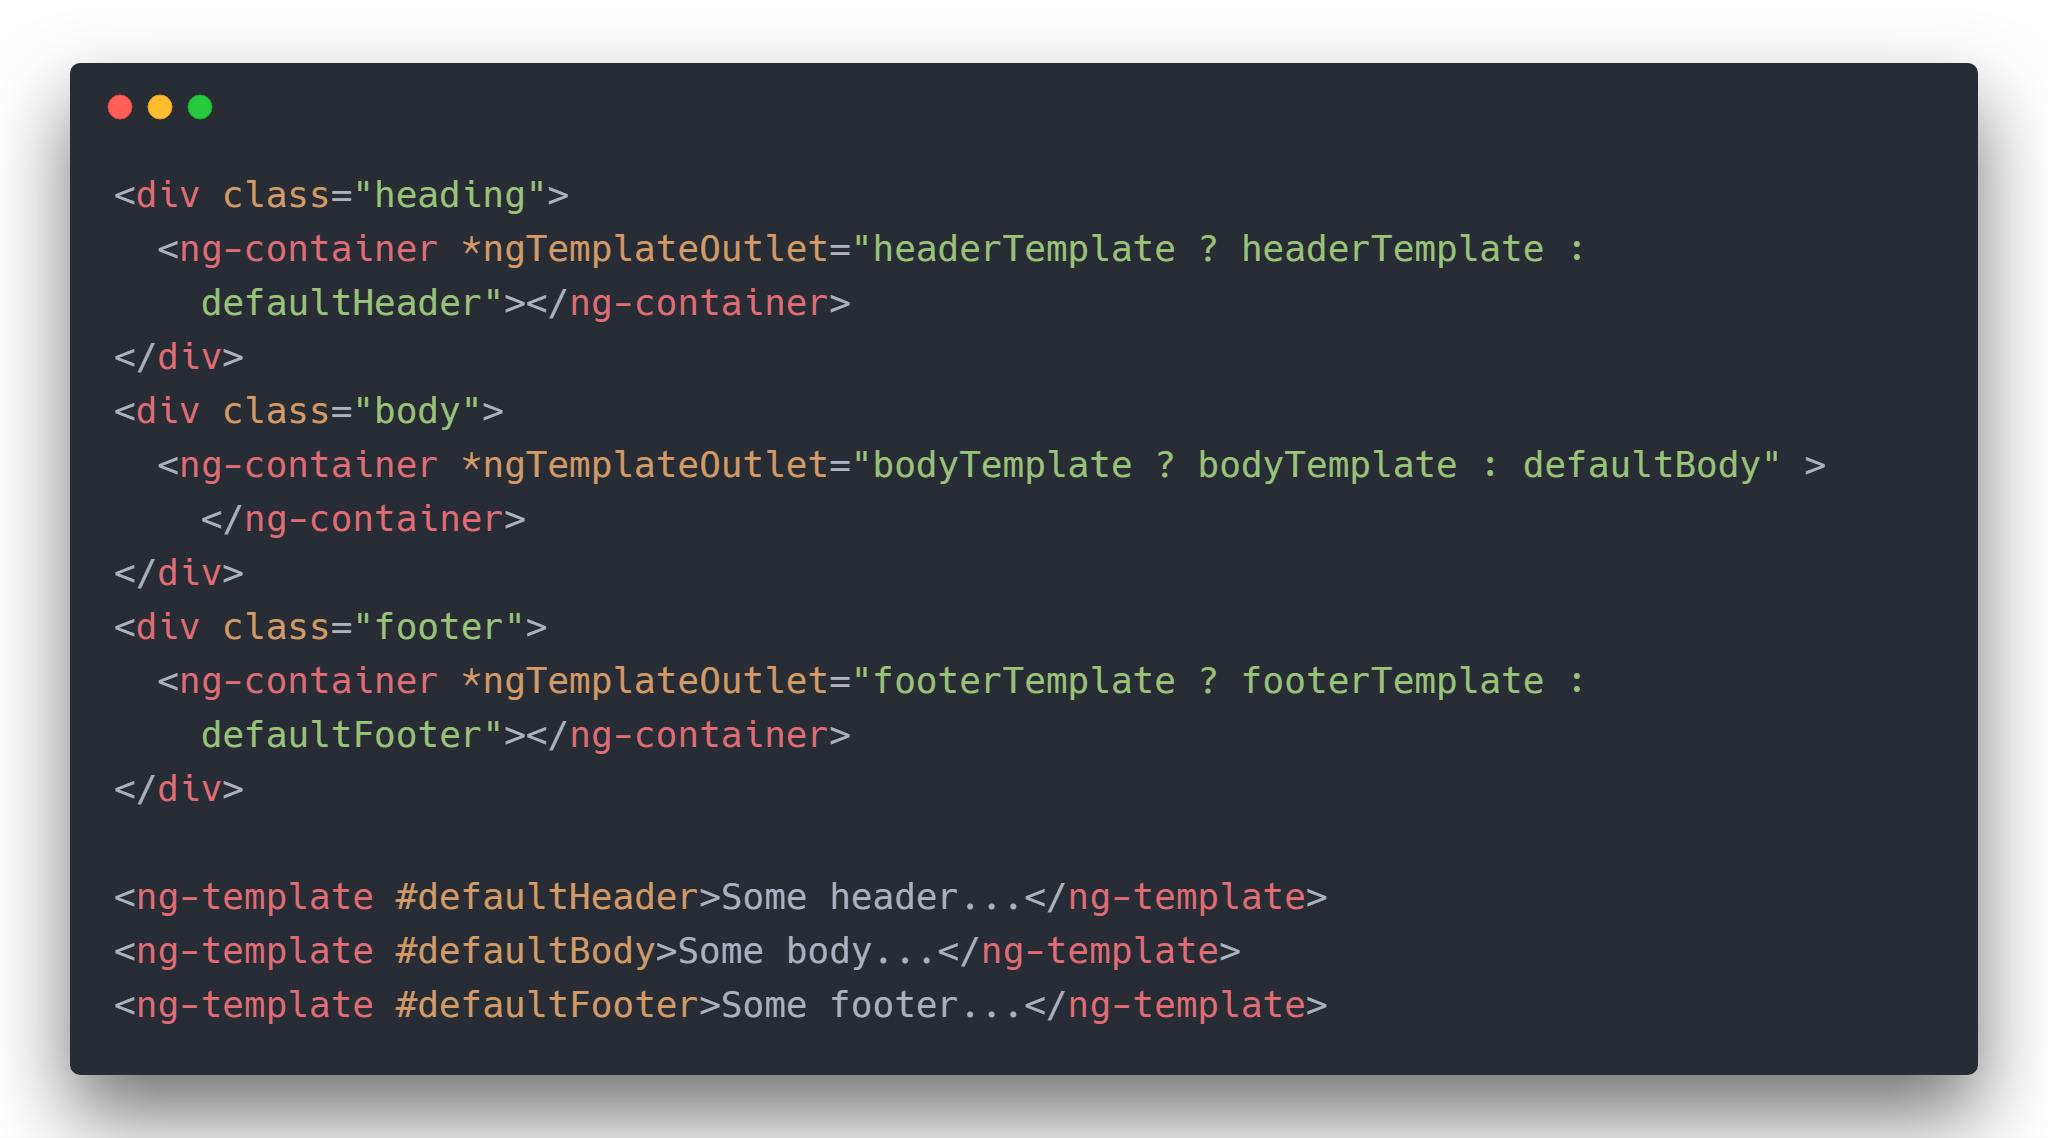 <div class="heading">
  <ng-container *ngTemplateOutlet="headerTemplate ? headerTemplate :
    defaultHeader"></ng-container>
</div>
<div class="body">
  <ng-container *ngTemplateOutlet="bodyTemplate ? bodyTemplate : defaultBody" >
    </ng-container>
</div>
<div class="footer">
  <ng-container *ngTemplateOutlet="footerTemplate ? footerTemplate :
    defaultFooter"></ng-container>
</div>

<ng-template #defaultHeader>Some header...</ng-template>
<ng-template #defaultBody>Some body...</ng-template>
<ng-template #defaultFooter>Some footer...</ng-template>